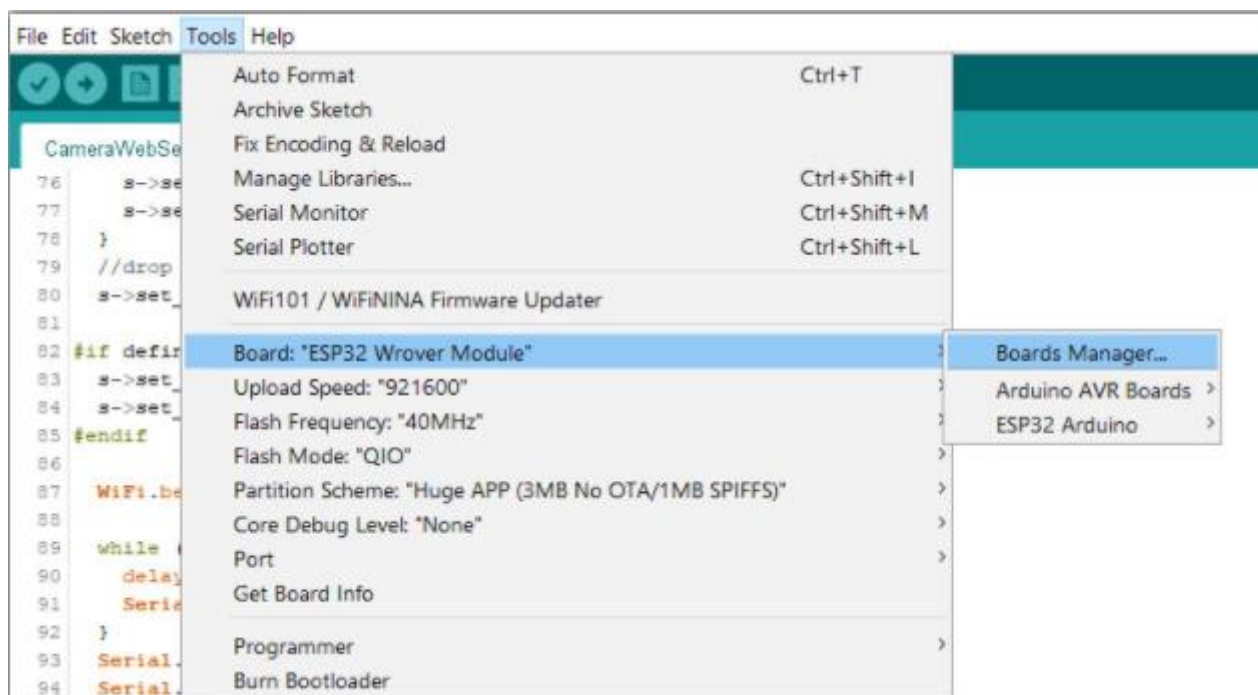 File Edit Sketch Tools Help
CameraWebSe
Auto Format Ctrl+T
Archive Sketch
Fix Encoding & Reload
Manage Libraries... Ctrl+Shift+I
Serial Monitor Ctrl+Shift+M
Serial Plotter Ctrl+Shift+L
WiFi101 / WiFiNINA Firmware Updater
Board: "ESP32 Wrover Module"
Upload Speed: "921600"
Flash Frequency: "40MHz"
Flash Mode: "QIO"
Partition Scheme: "Huge APP (3MB No OTA/1MB SPIFFS)"
Core Debug Level: "None"
Port
Get Board Info
Programmer
Burn Bootloader
Boards Manager...
Arduino AVR Boards
ESP32 Arduino
76 s->se
77 s->se
78 }
79 //drop
80 s->set_
81
82 #if defin
83 s->set_
84 s->set_
85 #endif
86
87 WiFi.be
88
89 while (
90 delay
91 Seria
92 }
93 Serial.
94 Serial.